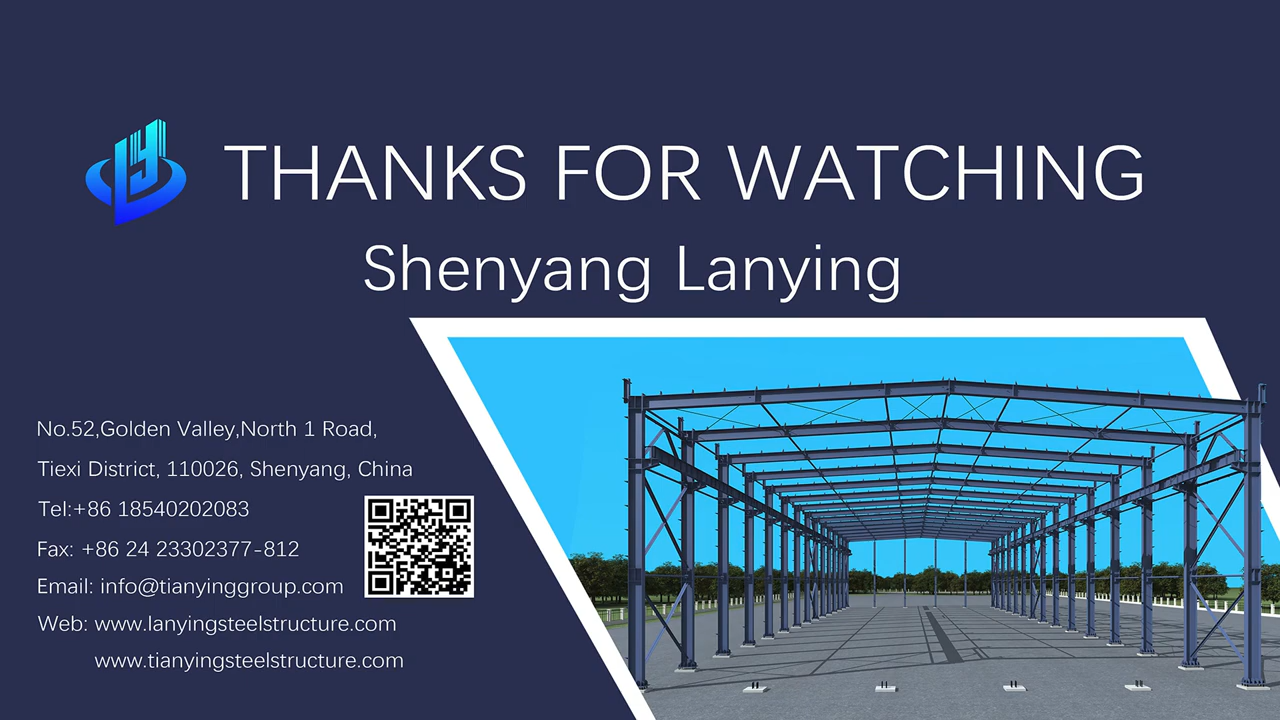 THANKS FOR WATCHING
Shenyang Lanying
No.52,Golden Valley,North 1 Road,
Tiexi District, 110026, Shenyang, China
Tel:+86 18540202083
Fax: +86 24 23302377-812
Email: info@tianyinggroup.com
Web: www.lanyingsteelstructure.com
www.tianyingsteelstructure.com